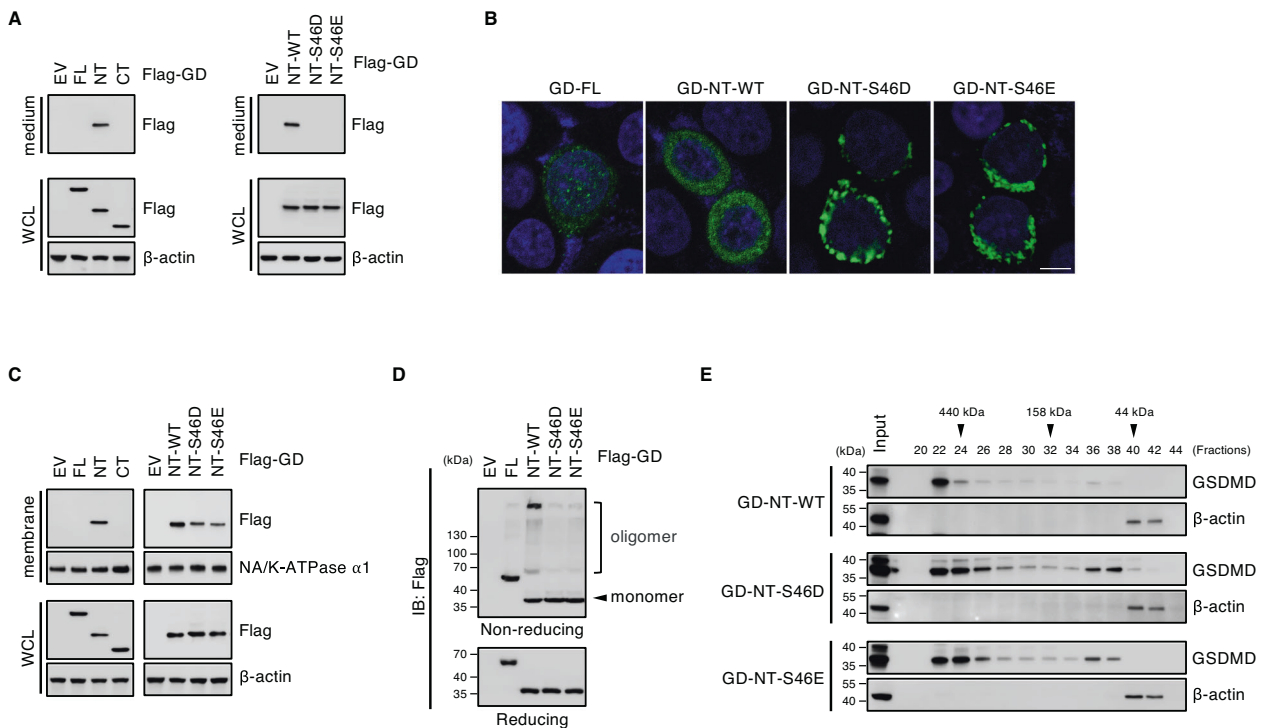 A
EV
FL
NT
CT
Flag-GD
medium
Flag
WCL
Flag
β-actin
EV
NT-WT
NT-S46D
NT-S46E
Flag-GD
medium
Flag
WCL
Flag
β-actin
B
GD-FL
GD-NT-WT
GD-NT-S46D
GD-NT-S46E
C
EV
FL
NT
CT
EV
NT-WT
NT-S46D
NT-S46E
Flag-GD
membrane
Flag
NA/K-ATPase α1
WCL
Flag
β-actin
D
EV
FL
NT-WT
NT-S46D
NT-S46E
Flag-GD
(kDa)
IB: Flag
130
100
70
40
35
oligomer
monomer
Non-reducing
70
40
35
Reducing
E
440 kDa 158 kDa 44 kDa
(kDa) Input 20 22 24 26 28 30 32 34 36 38 40 42 44 (Fractions)
GD-NT-WT
40
35
GSDMD
55
40
β-actin
GD-NT-S46D
40
35
GSDMD
55
40
β-actin
GD-NT-S46E
40
35
GSDMD
55
40
β-actin